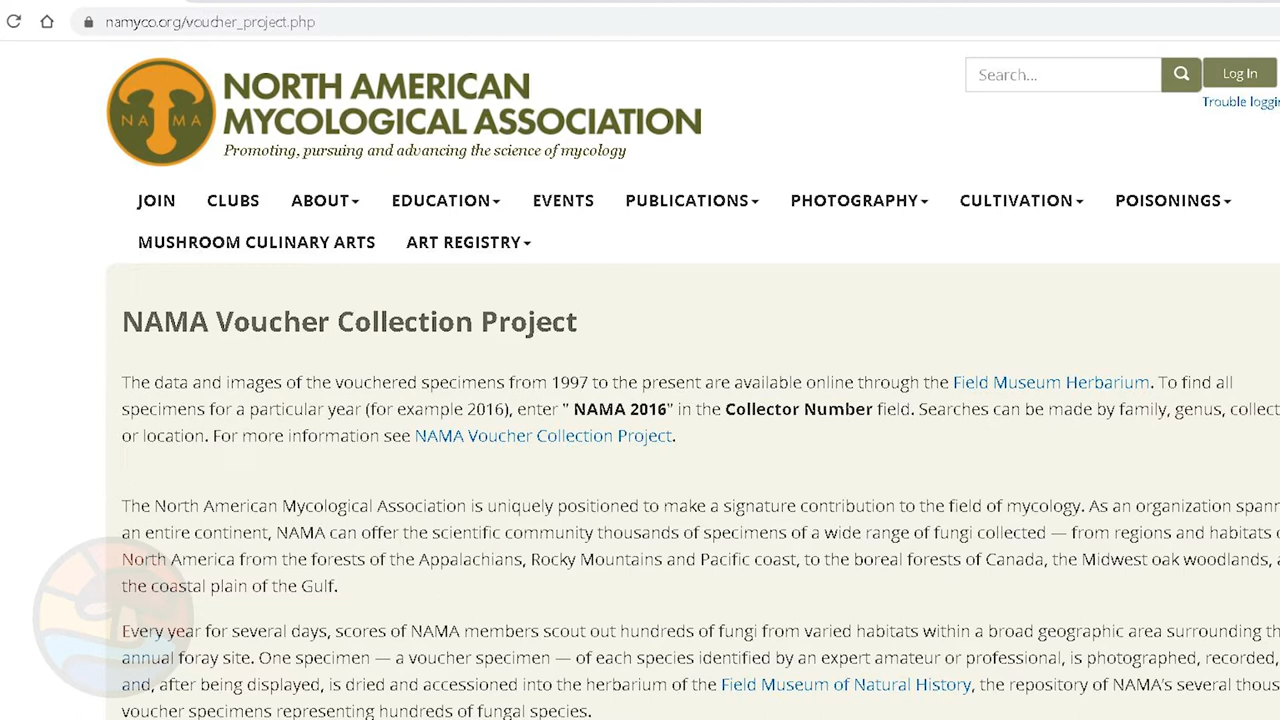 namyco.org/voucher_project.php
NORTH AMERICAN
MYCOLOGICAL ASSOCIATION
NAMA
Promoting, pursuing and advancing the science of mycology
Search...
Log In
Trouble loggi
JOIN CLUBS ABOUT EDUCATION EVENTS PUBLICATIONS PHOTOGRAPHY CULTIVATION POISONINGS
MUSHROOM CULINARY ARTS ART REGISTRY
NAMA Voucher Collection Project
The data and images of the vouchered specimens from 1997 to the present are available online through the Field Museum Herbarium. To find all
specimens for a particular year (for example 2016), enter " NAMA 2016" in the Collector Number field. Searches can be made by family, genus, collect
or location. For more information see NAMA Voucher Collection Project.
The North American Mycological Association is uniquely positioned to make a signature contribution to the field of mycology. As an organization spann
an entire continent, NAMA can offer the scientific community thousands of specimens of a wide range of fungi collected — from regions and habitats o
North America from the forests of the Appalachians, Rocky Mountains and Pacific coast, to the boreal forests of Canada, the Midwest oak woodlands, a
the coastal plain of the Gulf.
Every year for several days, scores of NAMA members scout out hundreds of fungi from varied habitats within a broad geographic area surrounding th
annual foray site. One specimen — a voucher specimen — of each species identified by an expert amateur or professional, is photographed, recorded,
and, after being displayed, is dried and accessioned into the herbarium of the Field Museum of Natural History, the repository of NAMA's several thous
voucher specimens representing hundreds of fungal species.